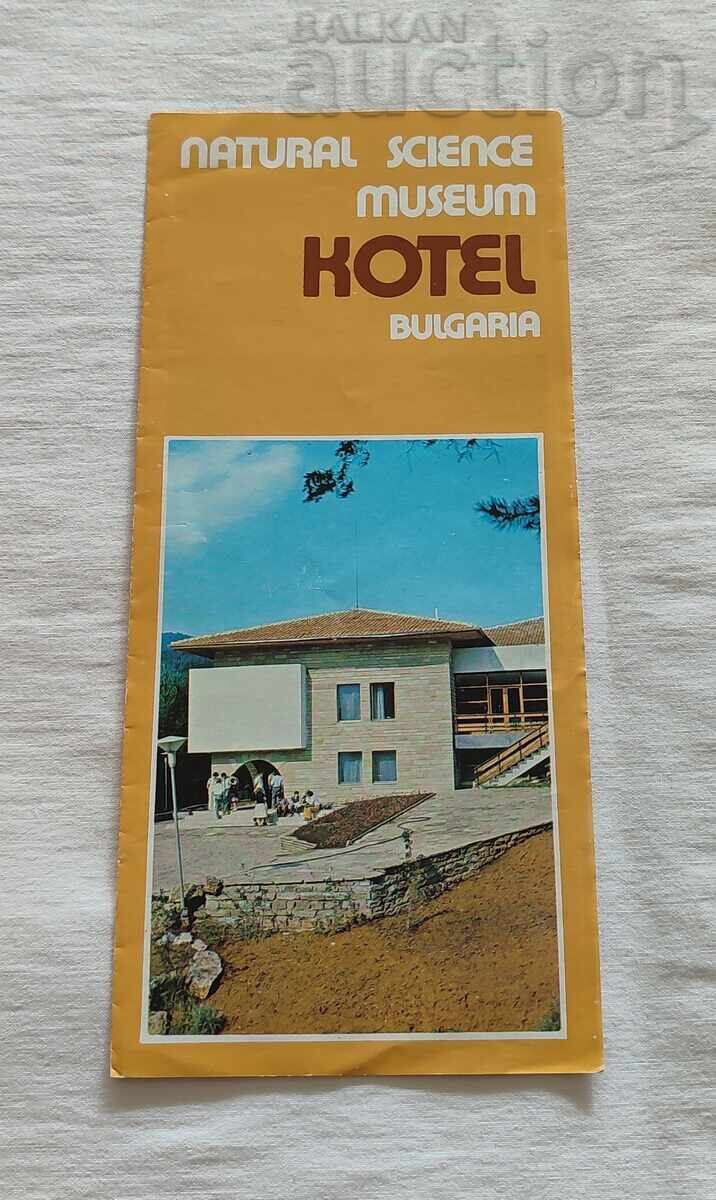 BALKAN
auction
NATURAL SCIENCE
MUSEUM
KOTEL
BULGARIA